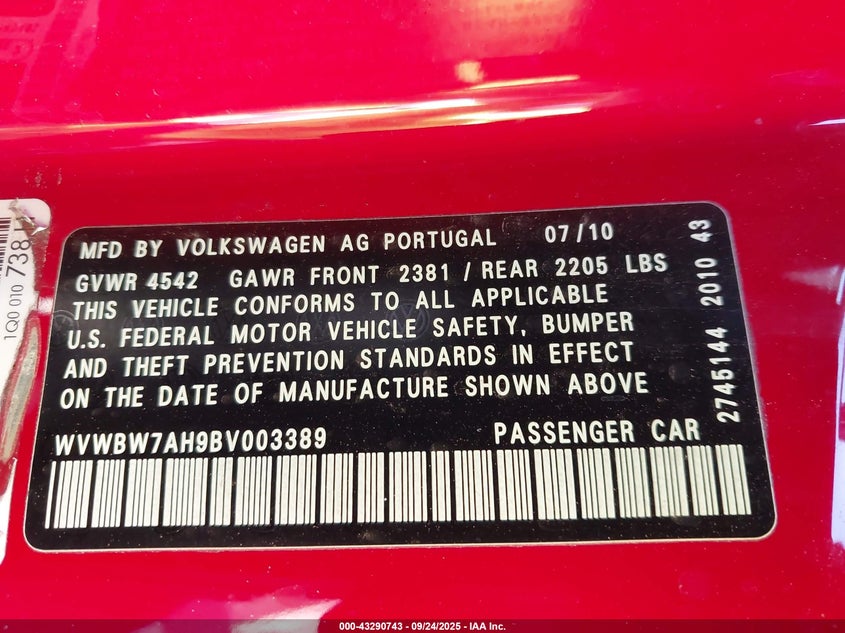 MFD BY VOLKSWAGEN AG PORTUGAL 07/10
GVWR 4542 GAWR FRONT 2381 / REAR 2205 LBS
THIS VEHICLE CONFORMS TO ALL APPLICABLE
U.S. FEDERAL MOTOR VEHICLE SAFETY, BUMPER
AND THEFT PREVENTION STANDARDS IN EFFECT
ON THE DATE OF MANUFACTURE SHOWN ABOVE
WVWBW7AH9BV003389 PASSENGER CAR
2745144 2010 43
1Q0 010 738
000-43290743 - 09/24/2025 - IAA Inc.